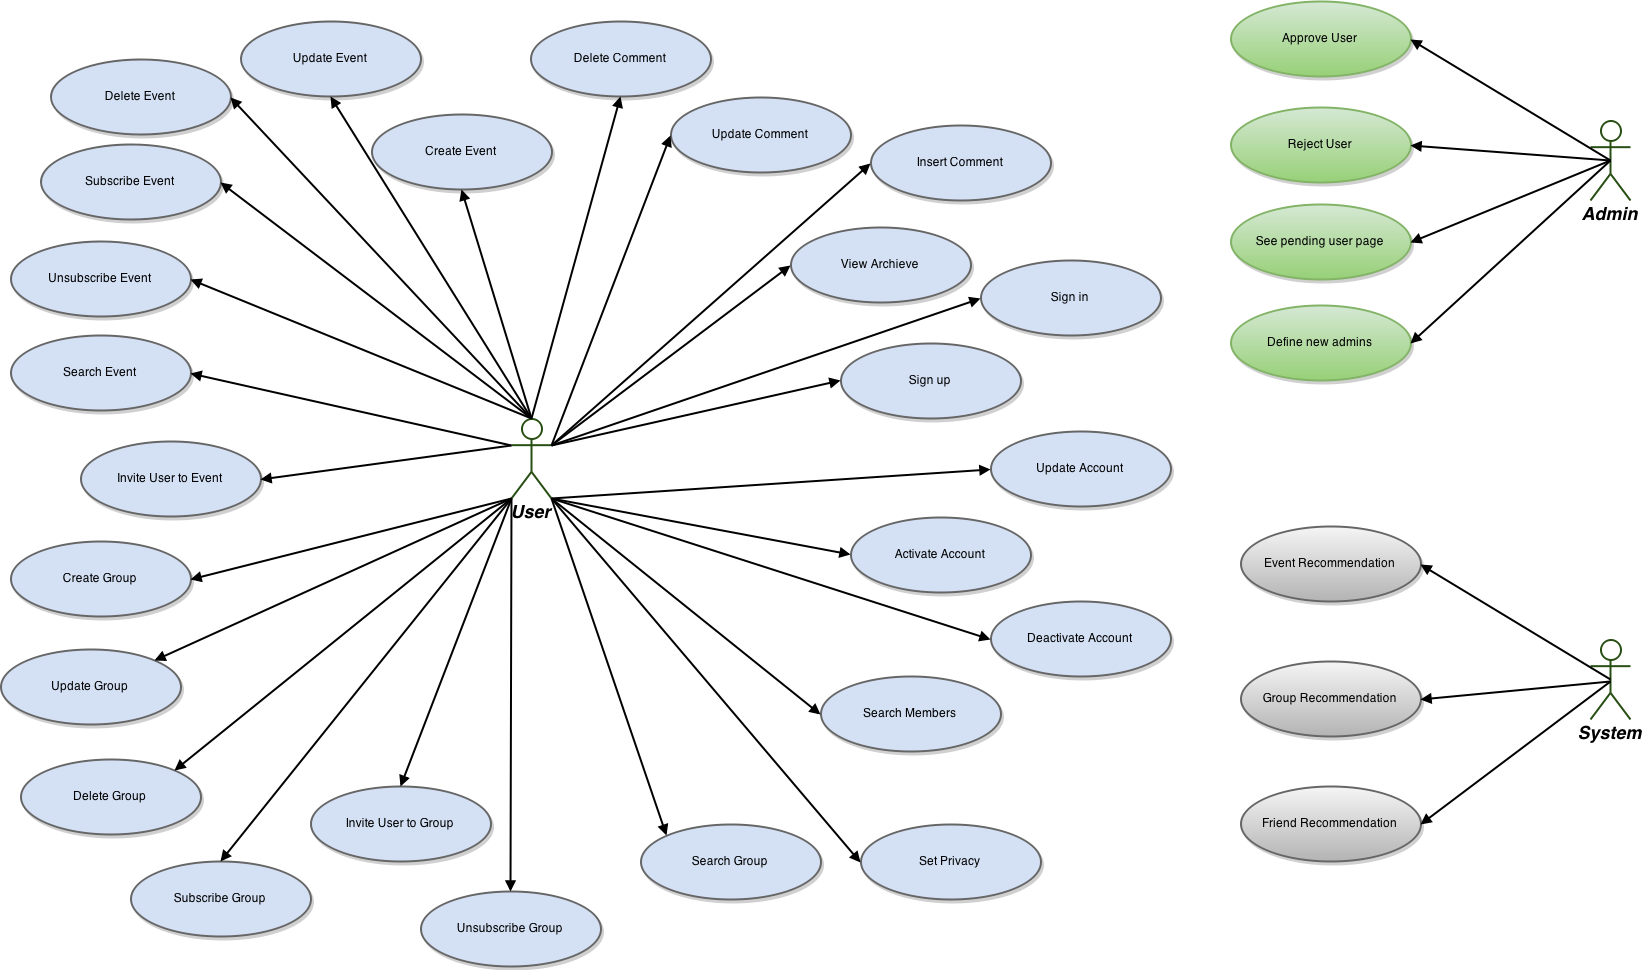 Update Event
Delete Comment
Approve User
Delete Event
Update Comment
Create Event
Insert Comment
Reject User
Subscribe Event
Admin
See pending user page
View Archieve
Unsubscribe Event
Sign in
Define new admins
Search Event
Sign up
Update Account
Invite User to Event
User
Activate Account
Event Recommendation
Create Group
Deactivate Account
Update Group
Group Recommendation
Search Members
System
Delete Group
Invite User to Group
Friend Recommendation
Search Group
Set Privacy
Subscribe Group
Unsubscribe Group